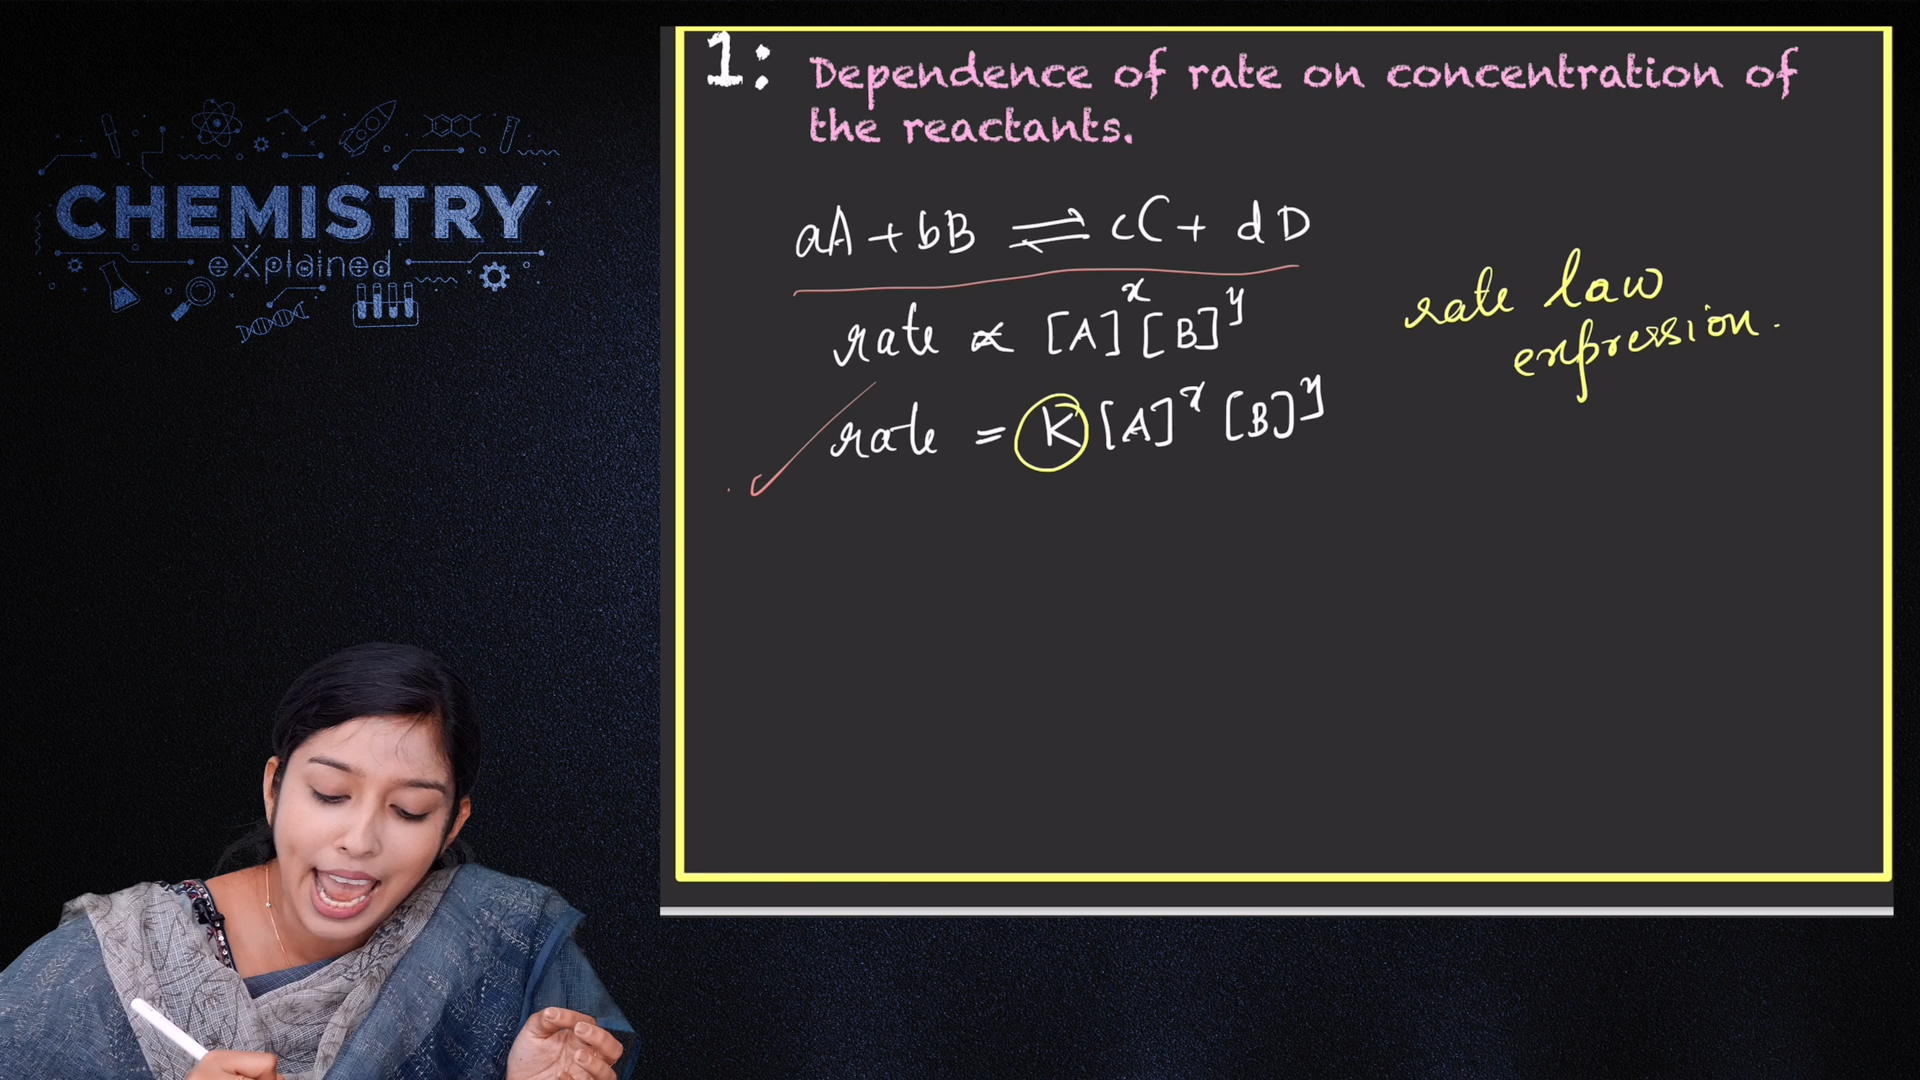 CHEMISTRY
eXplained
1: Dependence of rate on concentration of
the reactants.
aA + bB ⇌ cC + dD
rate ∝ [A]^x [B]^y
rate = K [A]^x [B]^y
rate law
expression.